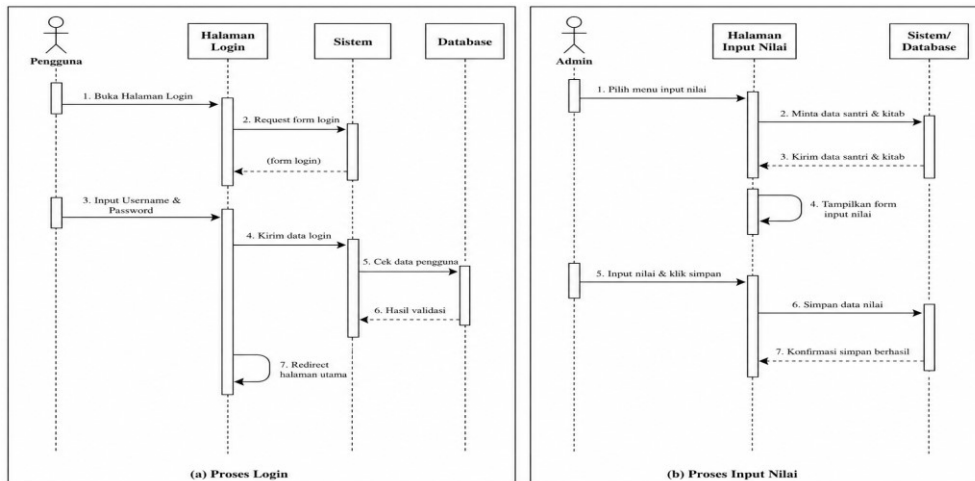 Pengguna
Halaman
Login
Sistem
Database
1. Buka Halaman Login
2. Request form login
(form login)
3. Input Username &
Password
4. Kirim data login
5. Cek data pengguna
6. Hasil validasi
7. Redirect
halaman utama
(a) Proses Login
Admin
Halaman
Input Nilai
Sistem/
Database
1. Pilih menu input nilai
2. Minta data santri & kitab
3. Kirim data santri & kitab
4. Tampilkan form
input nilai
5. Input nilai & klik simpan
6. Simpan data nilai
7. Konfirmasi simpan berhasil
(b) Proses Input Nilai